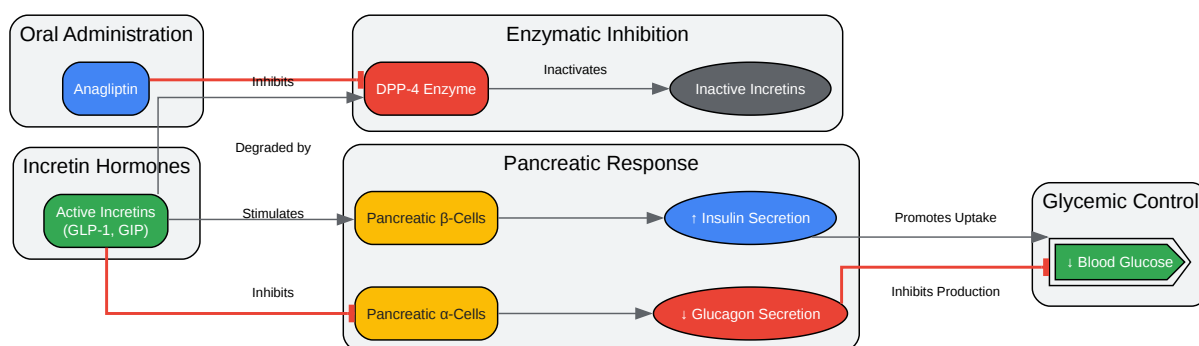 Oral Administration
Anagliptin
Inhibits
Enzymatic Inhibition
DPP-4 Enzyme
Inactivates
Inactive Incretins
Degraded by
Incretin Hormones
Active Incretins
(GLP-1, GIP)
Stimulates
Inhibits
Pancreatic Response
Pancreatic β-Cells
↑ Insulin Secretion
Pancreatic α-Cells
↓ Glucagon Secretion
Promotes Uptake
Inhibits Production
Glycemic Control
↓ Blood Glucose